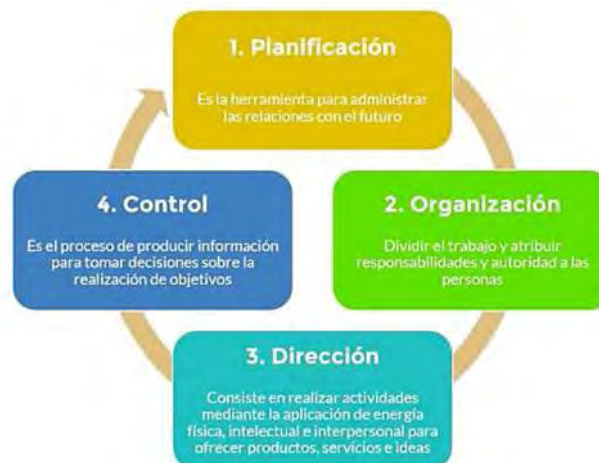 1. Planificación
Es la herramienta para administrar
las relaciones con el futuro
2. Organización
Dividir el trabajo y atribuir
responsabilidades y autoridad a las
personas
3. Dirección
Consiste en realizar actividades
mediante la aplicación de energía
física, intelectual e interpersonal para
ofrecer productos, servicios e ideas
4. Control
Es el proceso de producir información
para tomar decisiones sobre la
realización de objetivos